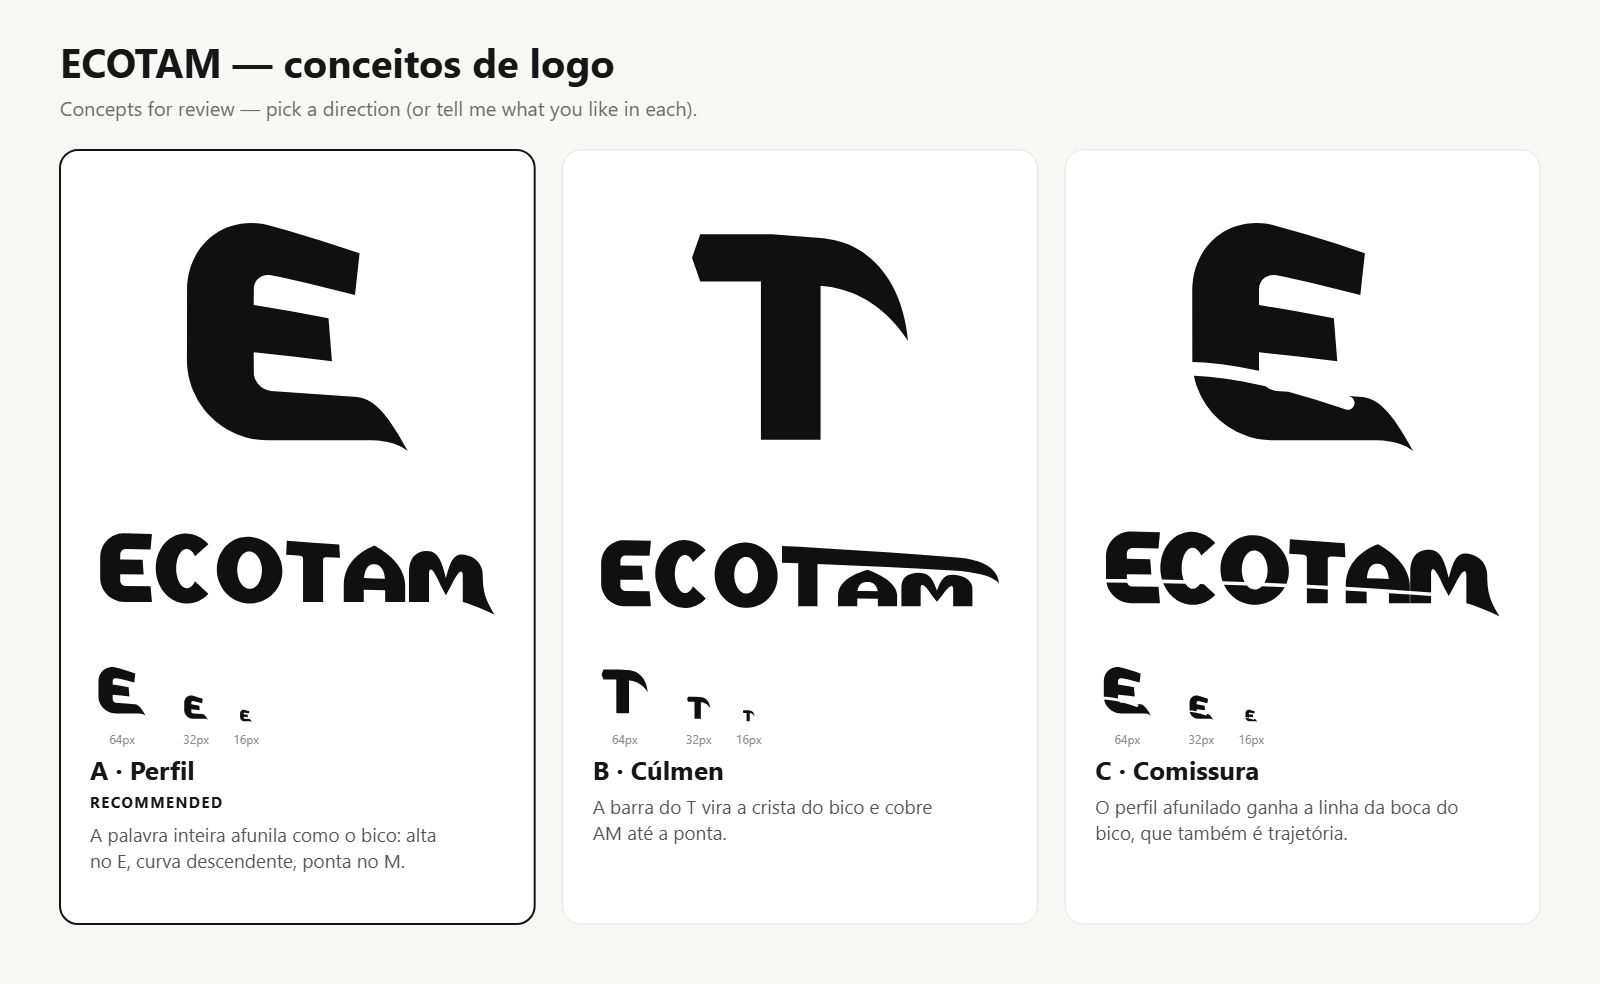 ECOTAM — conceitos de logo
Concepts for review — pick a direction (or tell me what you like in each).
E
ECOTAM
E E E
64px 32px 16px
A · Perfil
RECOMMENDED
A palavra inteira afunila como o bico: alta
no E, curva descendente, ponta no M.
T
ECOTAM
T T T
64px 32px 16px
B · Cúlmen
A barra do T vira a crista do bico e cobre
AM até a ponta.
E
ECOTAM
E E E
64px 32px 16px
C · Comissura
O perfil afunilado ganha a linha da boca do
bico, que também é trajetória.